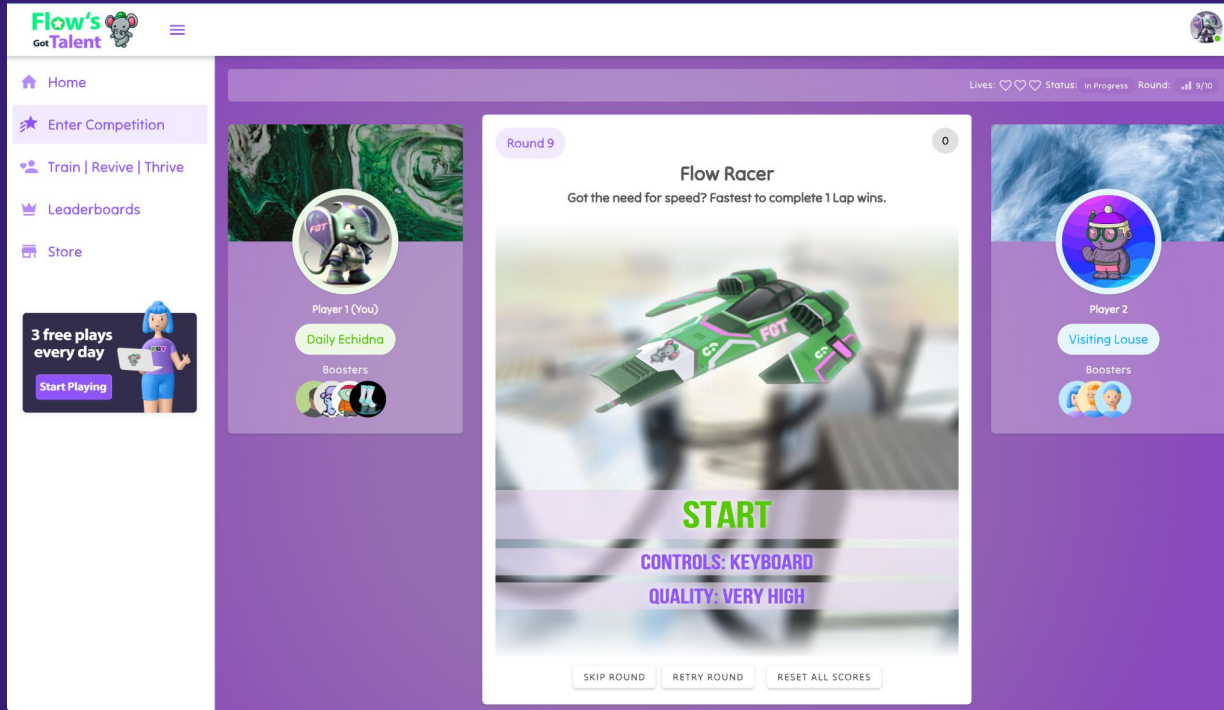 Flow's
Got Talent
Home
Enter Competition
Train | Revive | Thrive
Leaderboards
Store
3 free plays
every day
FGT
Start Playing
Lives: Status: In Progress Round: 9/10
FGT
Player 1 (You)
Daily Echidna
Boosters
Round 9
0
Flow Racer
Got the need for speed? Fastest to complete 1 Lap wins.
FGT
START
CONTROLS: KEYBOARD
QUALITY: VERY HIGH
SKIP ROUND
RETRY ROUND
RESET ALL SCORES
Player 2
Visiting Louse
Boosters